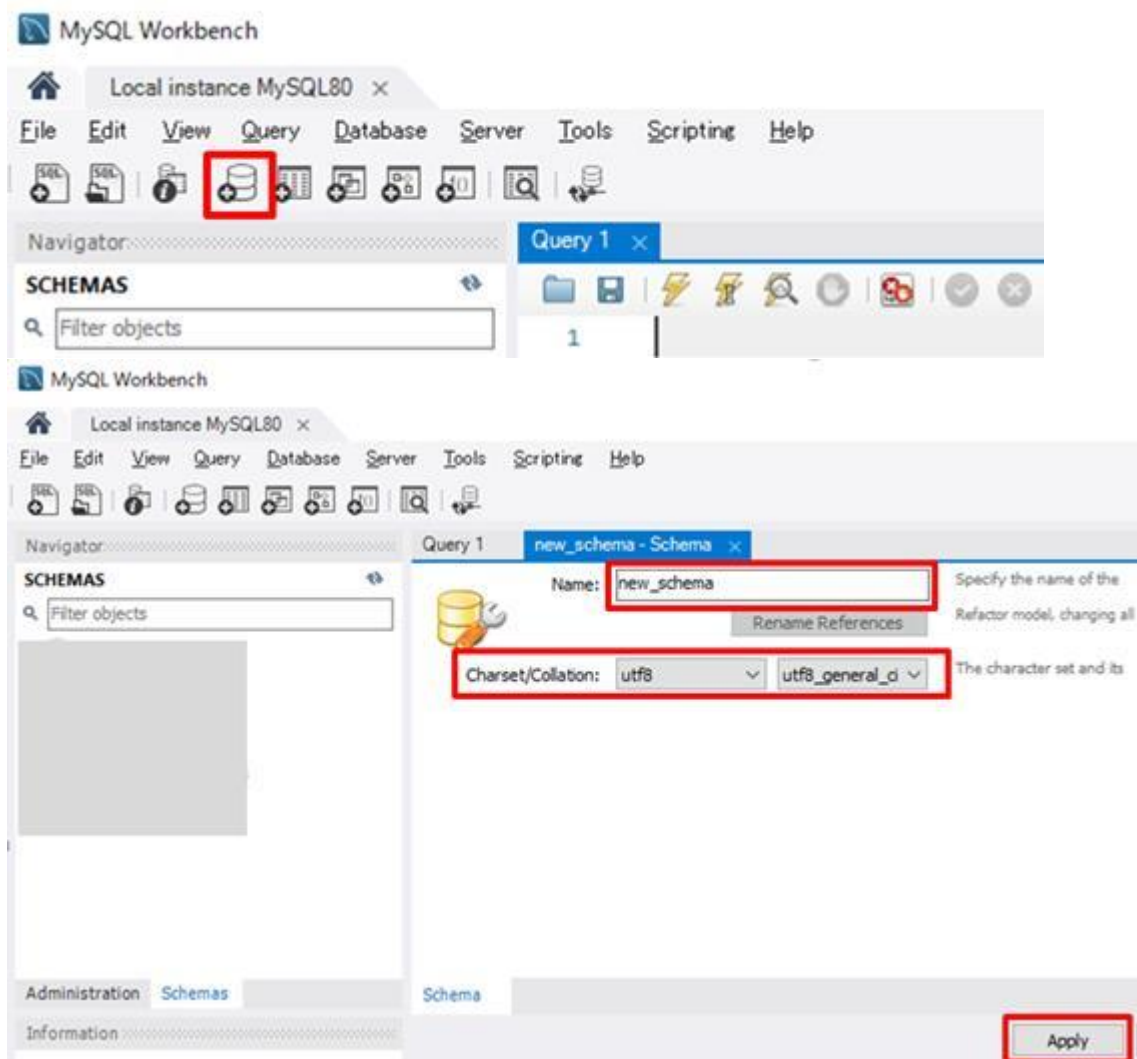 MySQL Workbench
Local instance MySQL80 ×
File Edit View Query Database Server Tools Scripting Help
Navigator
Query 1 ×
SCHEMAS
Filter objects
1
MySQL Workbench
Local instance MySQL80 ×
File Edit View Query Database Server Tools Scripting Help
Navigator
Query 1 new_schema - Schema ×
SCHEMAS
Name: new_schema
Specify the name of the
Filter objects
Rename References
Refactor model, changing all
Charset/Collation: utf8 utf8_general_ci
The character set and its
Administration Schemas
Schema
Information
Apply